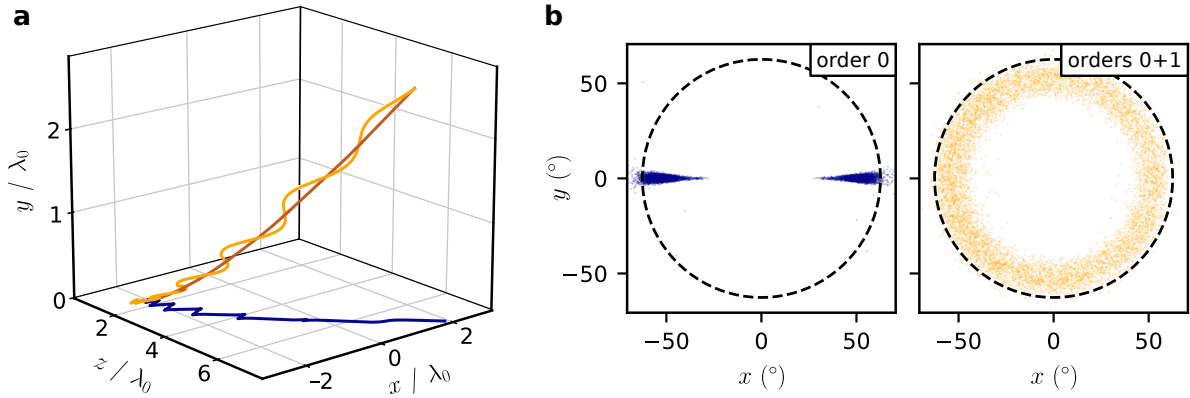 a
b
order 0
orders 0+1
2
1
0
y / λ₀
2
4
6
z / λ₀
−2
0
2
x / λ₀
50
0
−50
y (°)
−50
0
50
x (°)
−50
0
50
x (°)